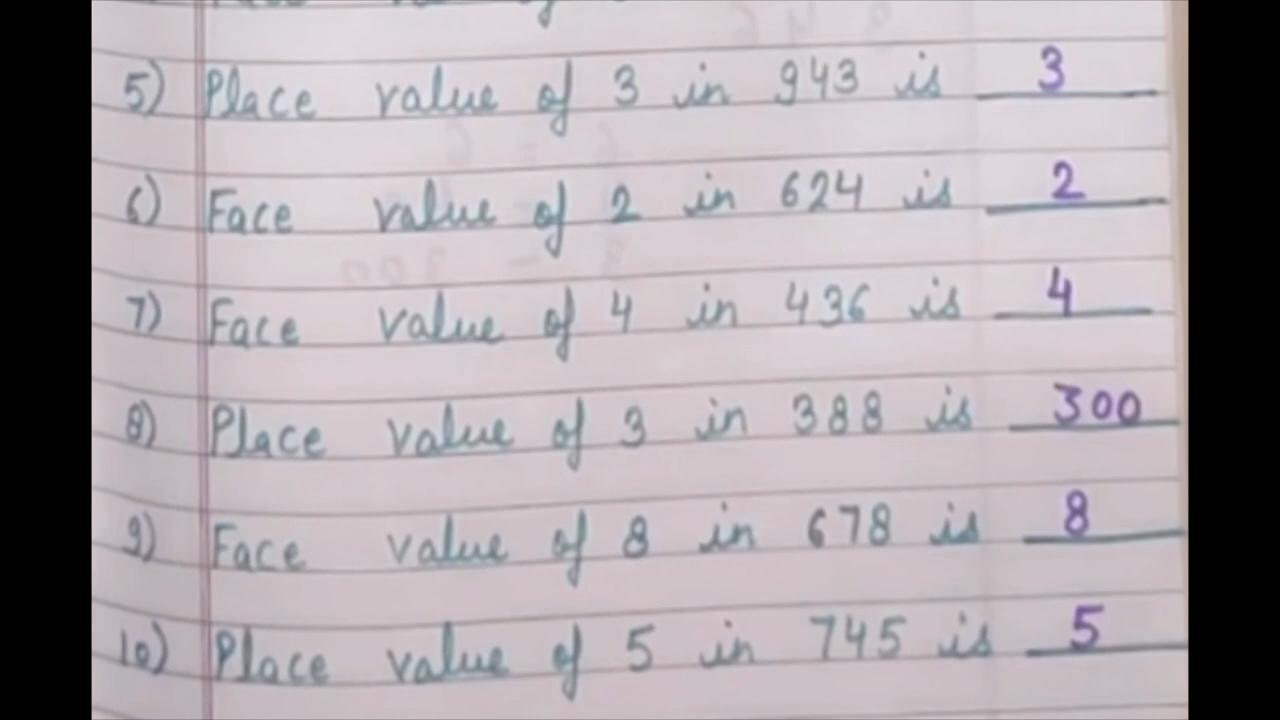 5) Place value of 3 in 943 is 3
6) Face value of 2 in 624 is 2
7) Face value of 4 in 436 is 4
8) Place value of 3 in 388 is 300
9) Face value of 8 in 678 is 8
10) Place value of 5 in 745 is 5